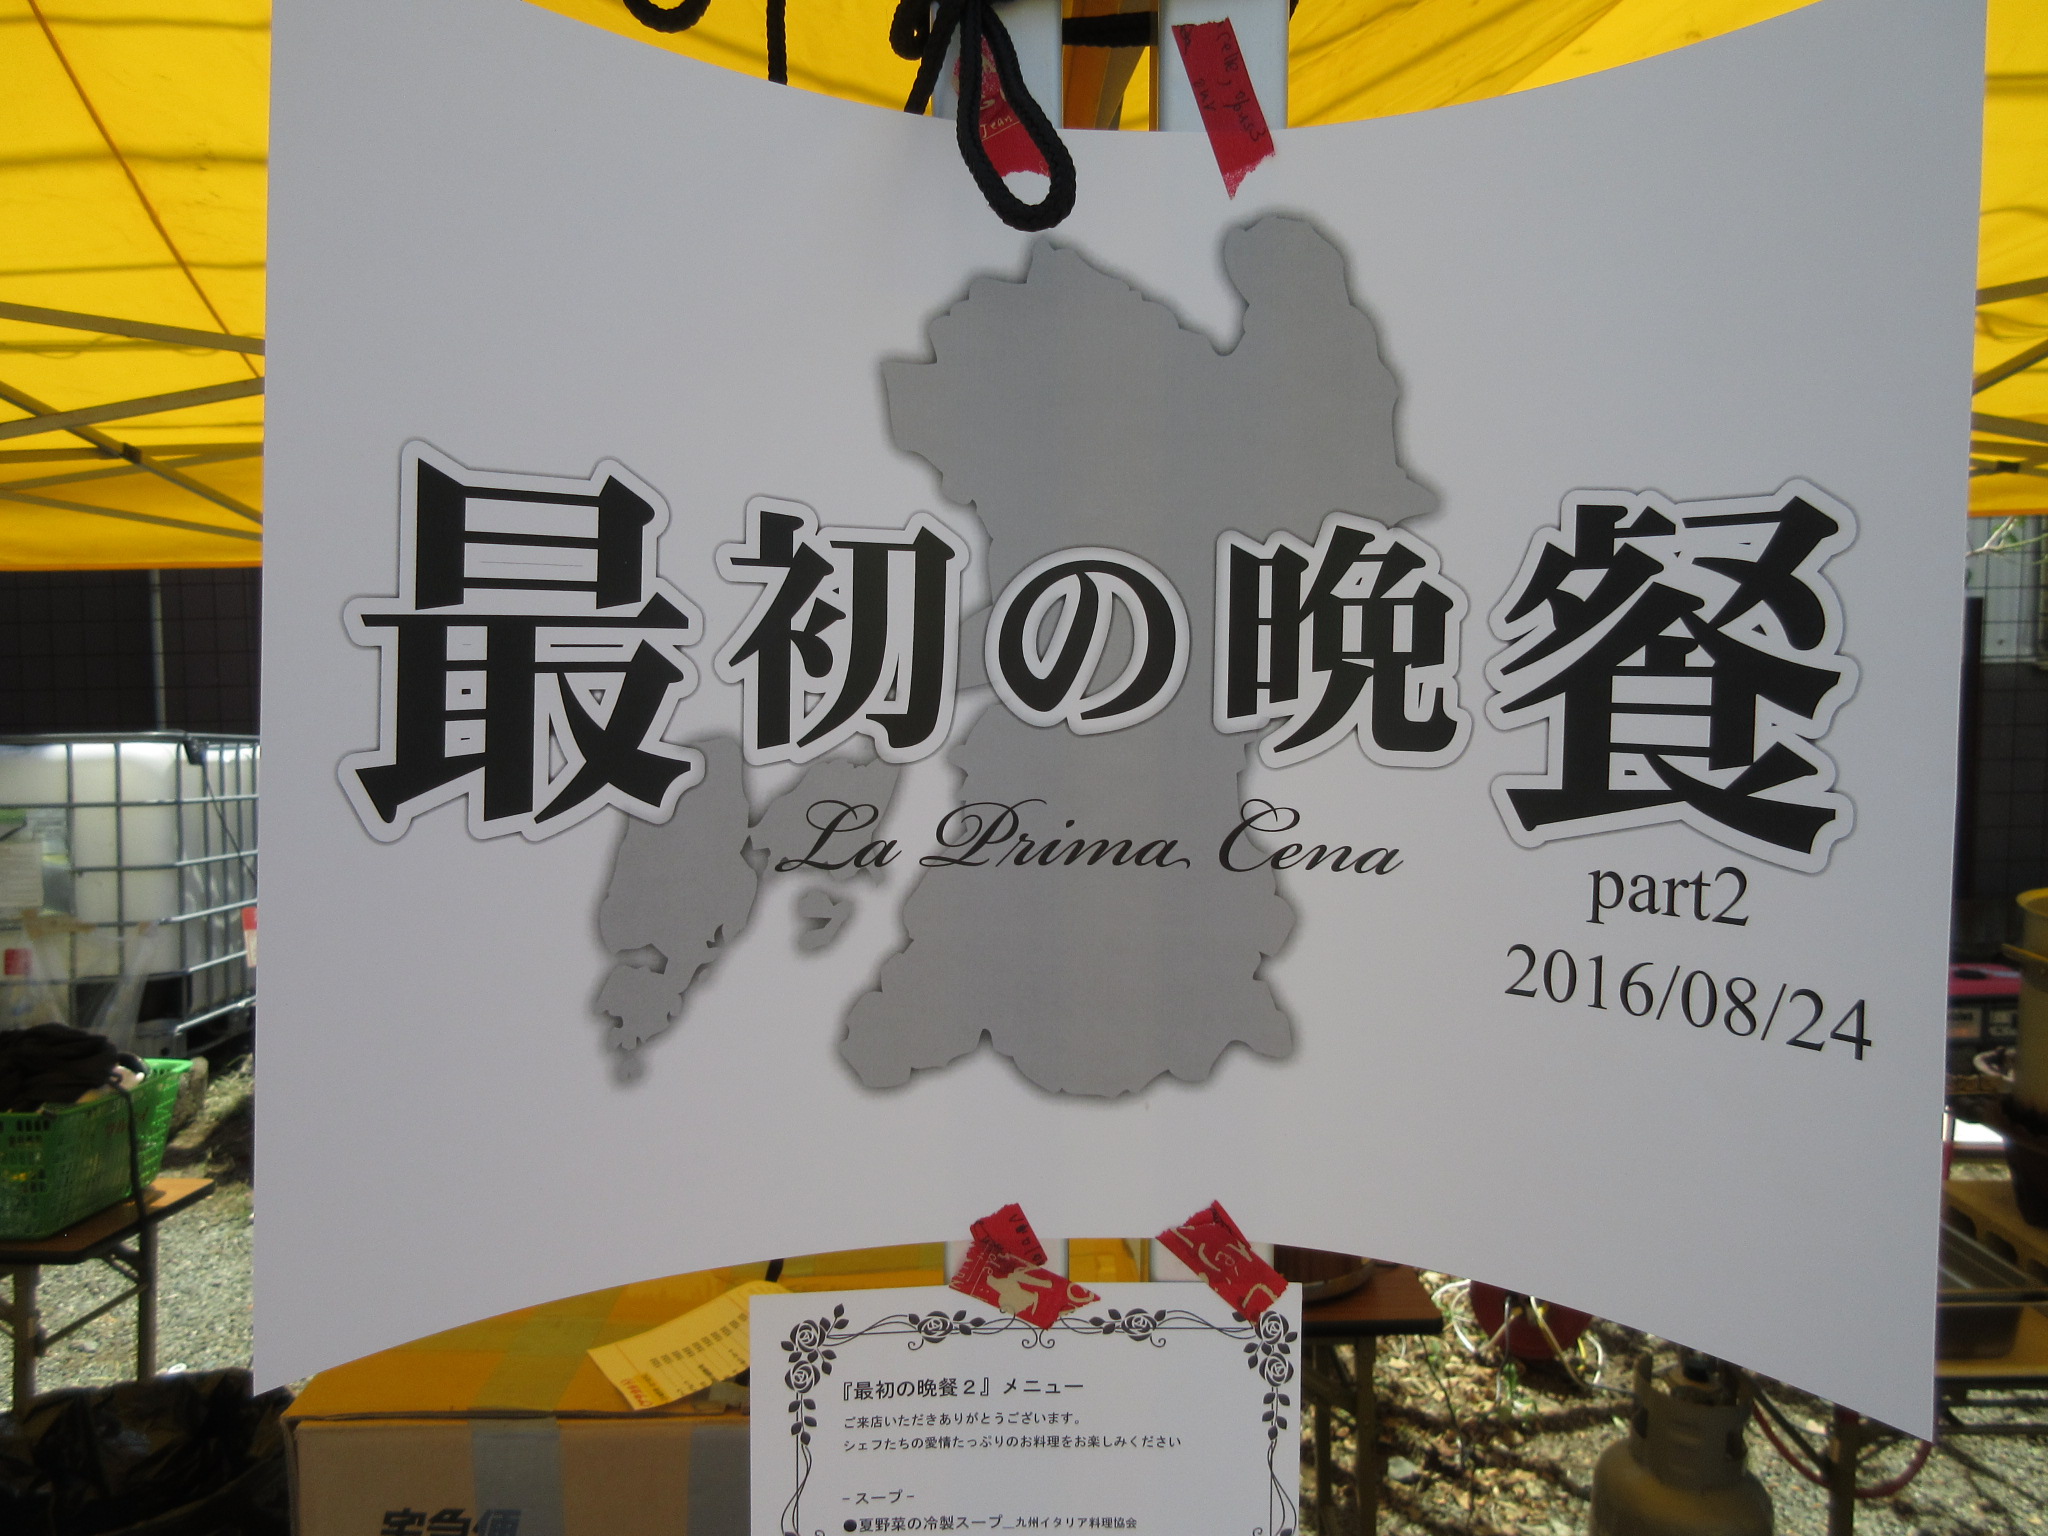 最初の晩餐
La Prima Cena
part2
2016/08/24
『最初の晩餐2』メニュー
ご来店いただきありがとうございます。
シェフたちの愛情たっぷりのお料理をお楽しみください
-スープ-
●夏野菜の冷製スープ_九州イタリア料理協会
宅急便